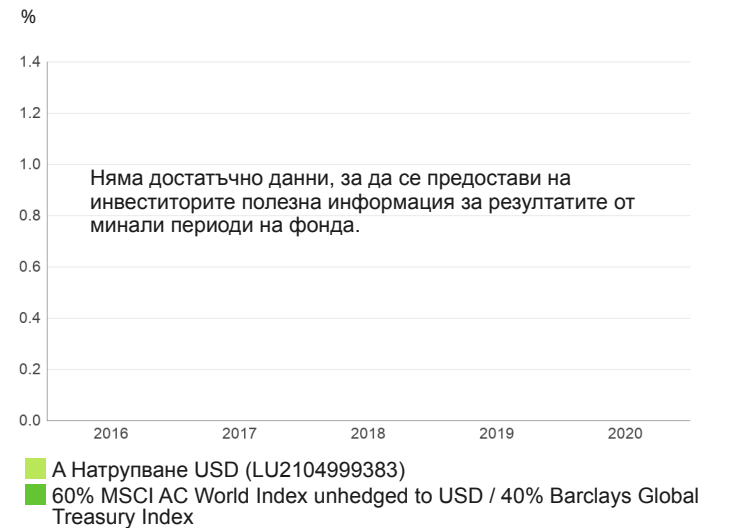 %
1.4
1.2
1.0
Няма достатъчно данни, за да се предостави на
инвеститорите полезна информация за резултатите от
минали периоди на фонда.
0.8
0.6
0.4
0.2
0.0
2016 2017 2018 2019 2020
А Натрупване USD (LU2104999383)
60% MSCI AC World Index unhedged to USD / 40% Barclays Global
Treasury Index